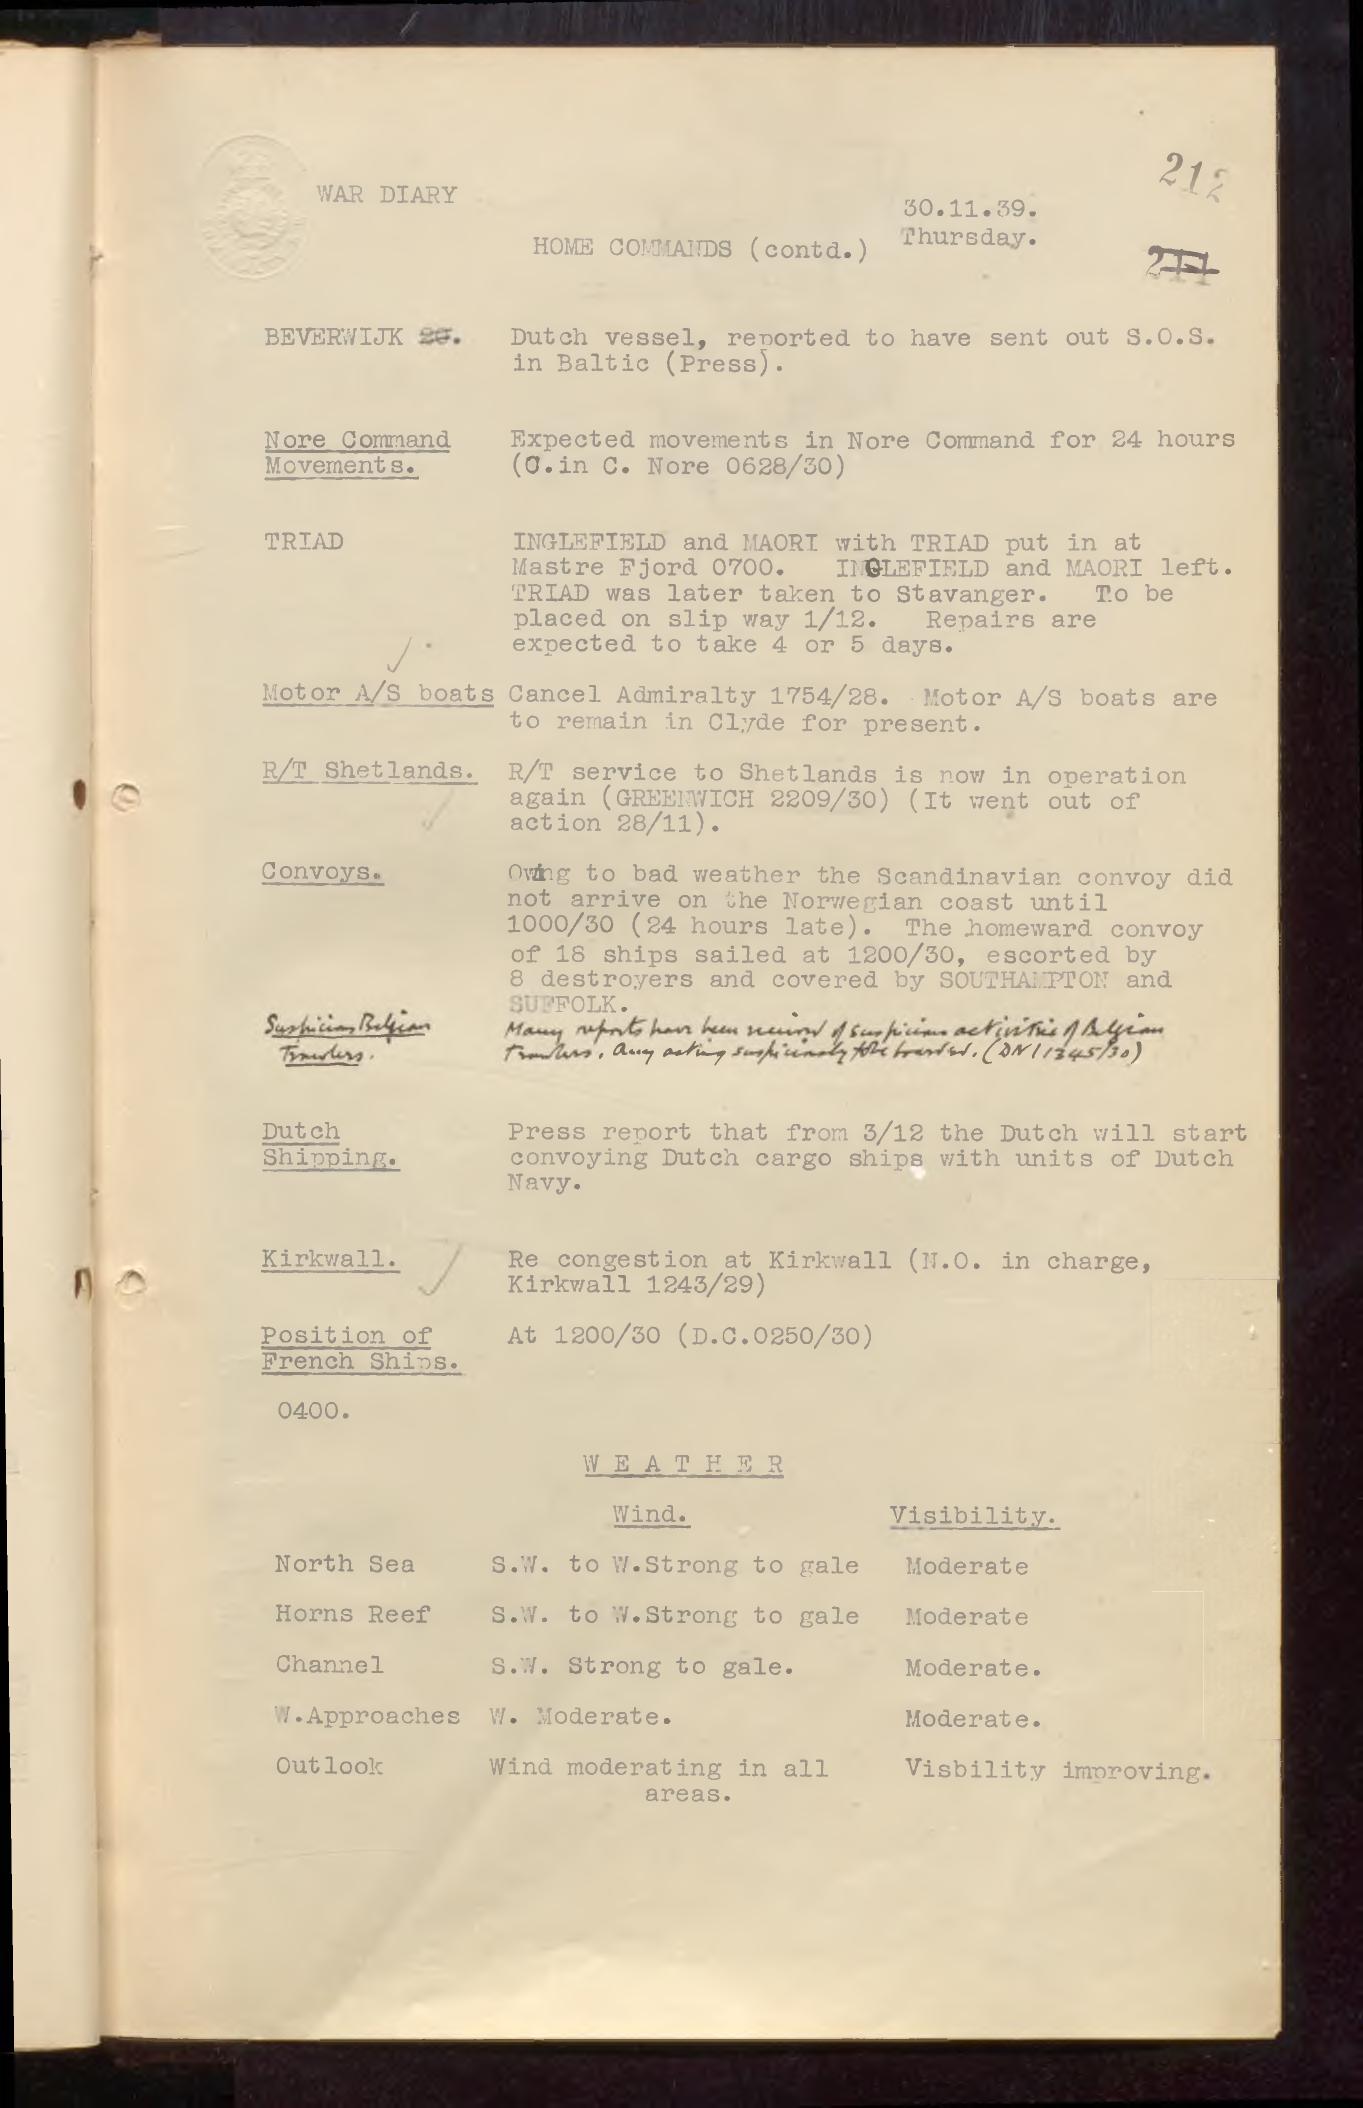 212
WAR DIARY
30.11.39.
HOME COMMANDS (contd.)
Thursday.
211
BEVERWIJK 26.
Dutch vessel, reported to have sent out S.O.S.
in Baltic (Press).
Nore Command
Movements.
Expected movements in Nore Command for 24 hours
(C.in C. Nore 0628/30)
TRIAD
INGLEFIELD and MAORI with TRIAD put in at
Mastre Fjord 0700. INGLEFIELD and MAORI left.
TRIAD was later taken to Stavanger. To be
placed on slip way 1/12. Repairs are
expected to take 4 or 5 days.
Motor A/S boats
Cancel Admiralty 1754/28. Motor A/S boats are
to remain in Clyde for present.
R/T Shetlands.
R/T service to Shetlands is now in operation
again (GREENWICH 2209/30) (It went out of
action 28/11).
Convoys.
Owing to bad weather the Scandinavian convoy did
not arrive on the Norwegian coast until
1000/30 (24 hours late). The homeward convoy
of 18 ships sailed at 1200/30, escorted by
8 destroyers and covered by SOUTHAMPTON and
SUFFOLK.
Suspicious Belgian
Trawlers.
Many reports have been received of suspicious activities of Belgian
Trawlers. Any acting suspiciously to be boarded. (DNI 1345/30)
Dutch
Shipping.
Press report that from 3/12 the Dutch will start
convoying Dutch cargo ships with units of Dutch
Navy.
Kirkwall.
Re congestion at Kirkwall (N.O. in charge,
Kirkwall 1243/29)
Position of
French Ships.
At 1200/30 (D.C.0250/30)
0400.
W E A T H E R
Wind. Visibility.
North Sea S.W. to W.Strong to gale Moderate
Horns Reef S.W. to W.Strong to gale Moderate
Channel S.W. Strong to gale. Moderate.
W.Approaches W. Moderate. Moderate.
Outlook Wind moderating in all Visbility improving.
areas.